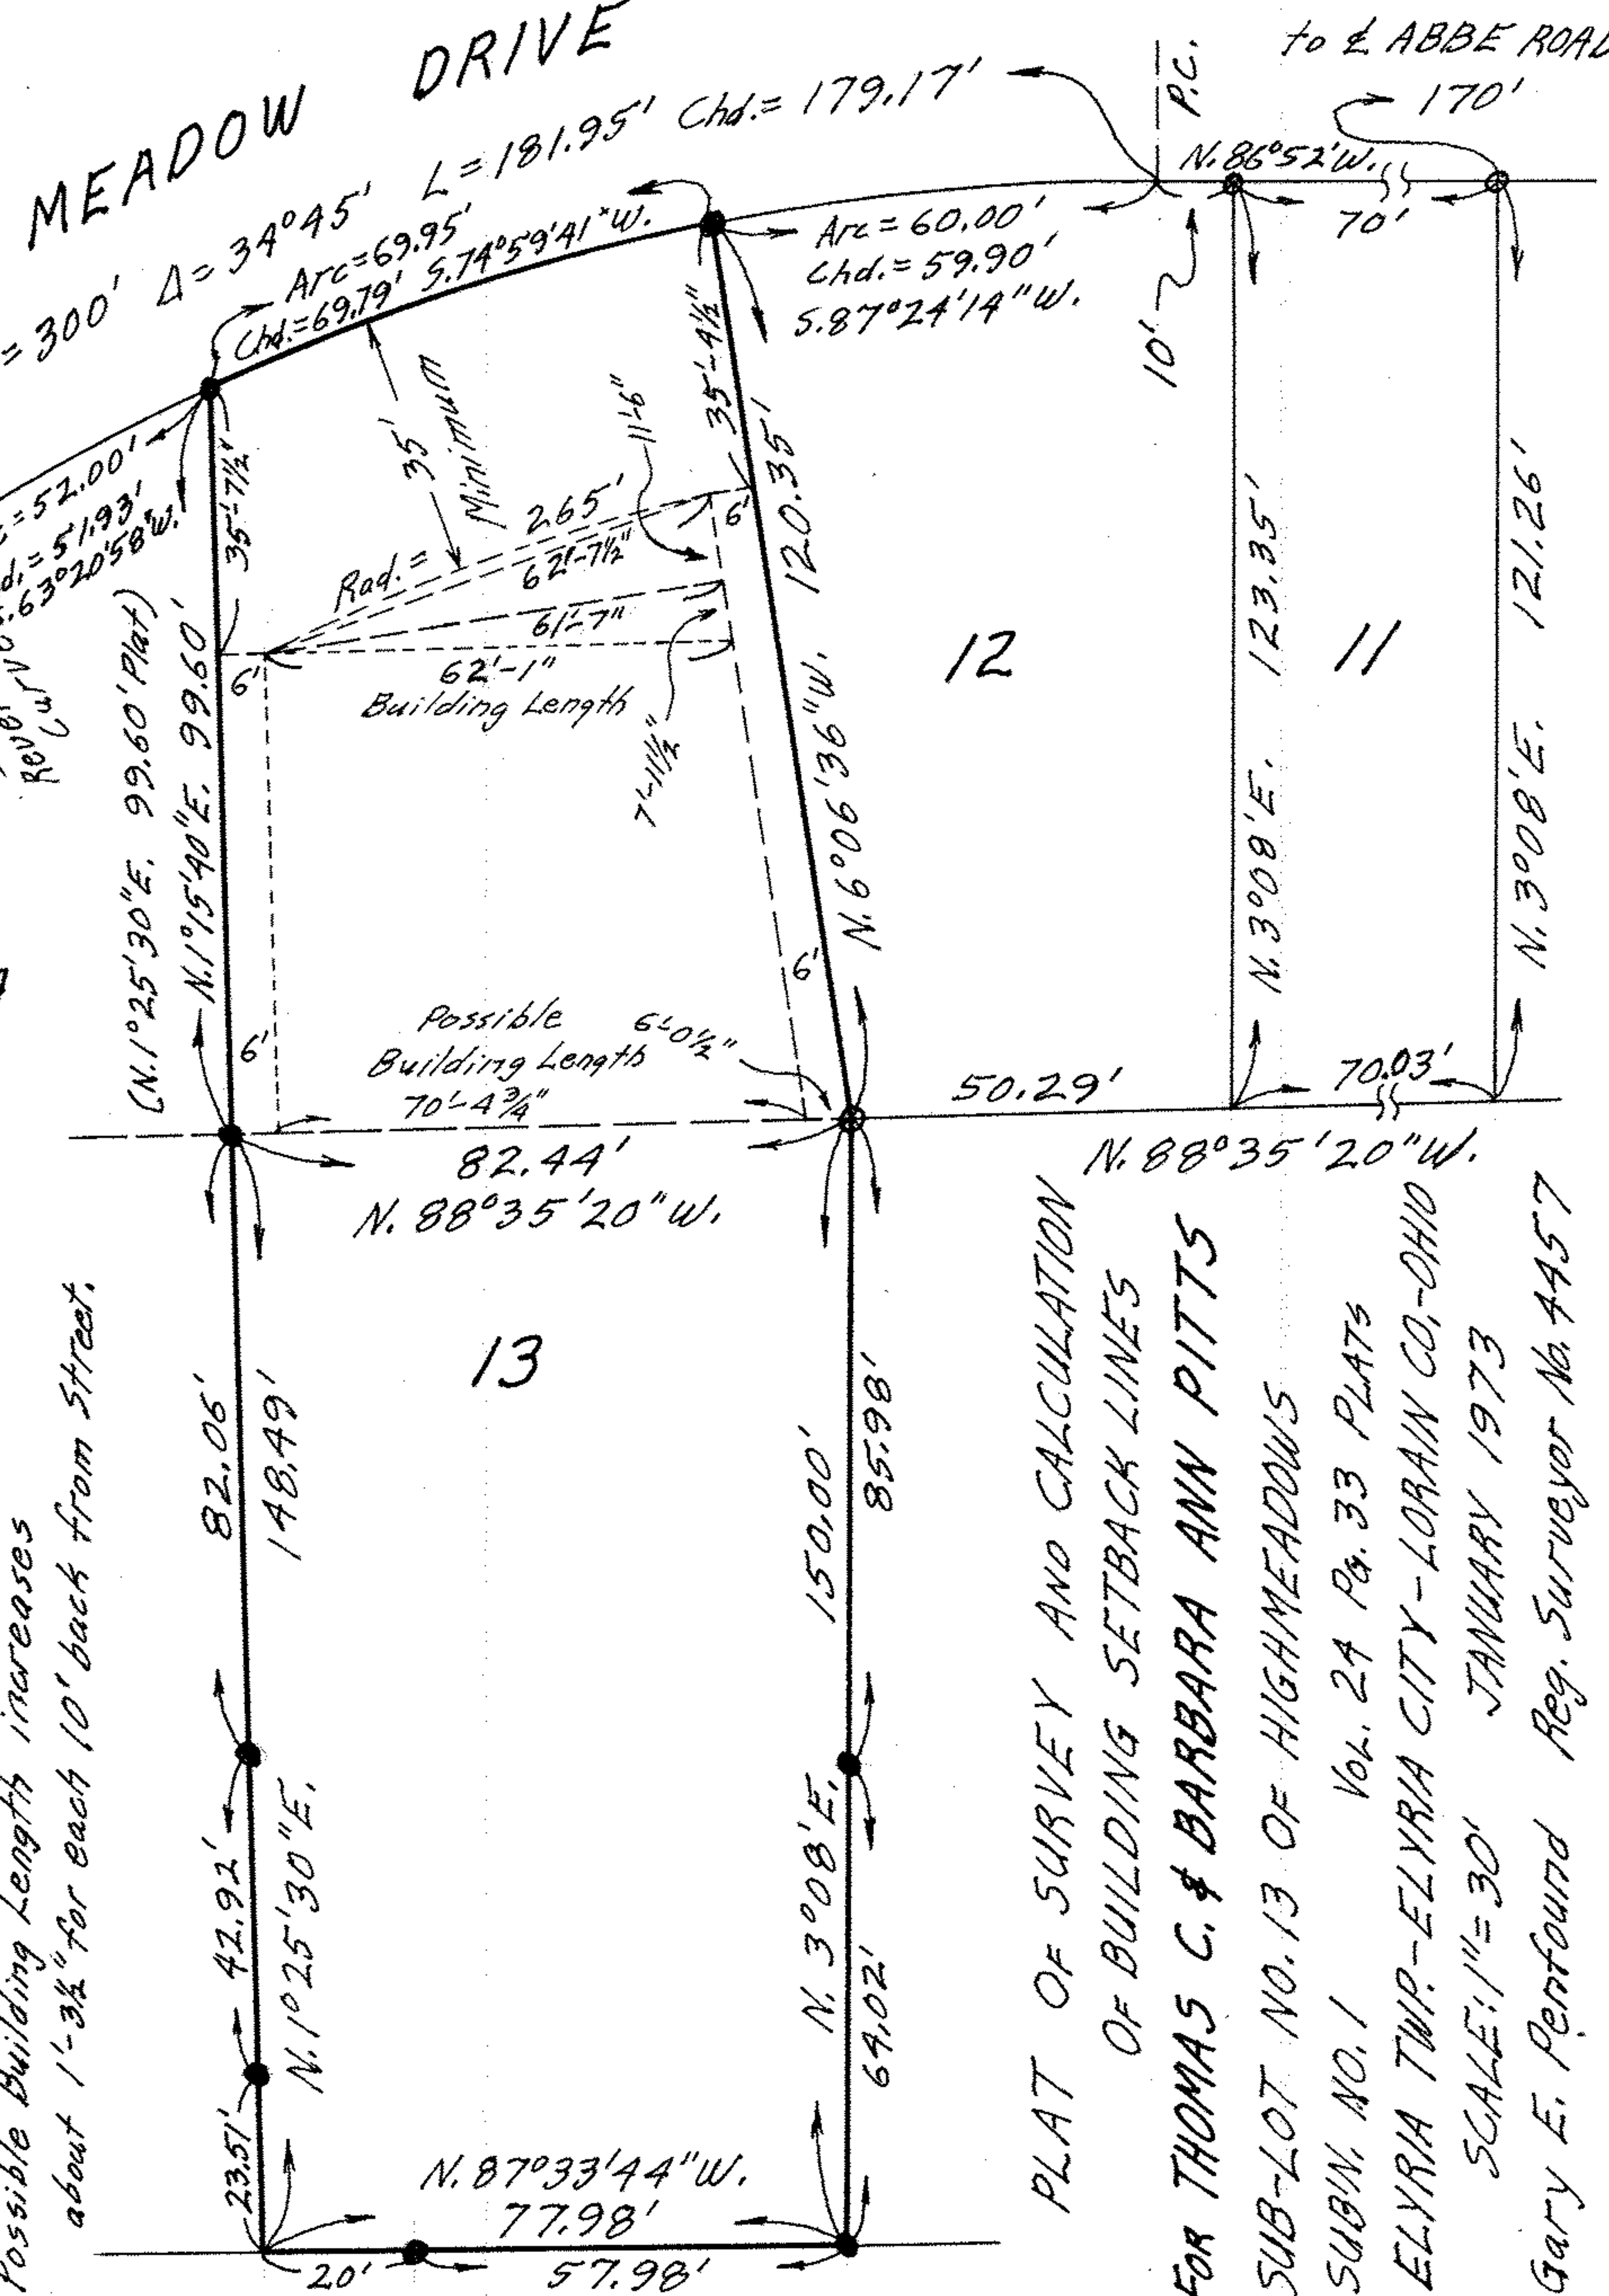 MEADOW DRIVE
to ℄ ABBE ROAD
170'
P.C.
N. 86°52'W.
70'
10'
= 300' Δ = 34°45' L = 181.95' Chd. = 179.17'
Arc = 69.95'
Chd. = 69.79' S. 74°59'41"W.
Arc = 60.00'
Chd. = 59.90'
S. 87°24'14"W.
= 52.00'
= 51.93'
63°20'58"W.
35'-7½"
35'
Minimum
11'-6"
35'-4½"
Rad. = 265'
62'-7½"
61'-7"
62'-1"
Building Length
6'
6'
7'-11½"
120.35'
N. 6°06'36"W.
(N. 1°25'30"E. 99.60' Plat)
N. 1°15'40"E. 99.60'
12
123.35'
N. 3°08'E.
11
121.26'
N. 3°08'E.
6'
6'
Possible
Building Length
70'-4¾"
6'-0½"
82.44'
N. 88°35'20"W.
50.29'
70.03'
N. 88°35'20"W.
13
82.06'
148.49'
42.92'
N. 1°25'30"E.
23.51'
150.00'
85.98'
N. 3°08'E.
64.02'
N. 87°33'44"W.
77.98'
20'
57.98'
Possible Building Length increases
about 1'-3½" for each 10' back from Street.
PLAT OF SURVEY AND CALCULATION
OF BUILDING SETBACK LINES
FOR THOMAS C. & BARBARA ANN PITTS
SUB-LOT NO. 13 OF HIGHMEADOWS
SUB'N. NO. 1 VOL. 24 PG. 33 PLATS
ELYRIA TWP.-ELYRIA CITY-LORAIN CO,-OHIO
SCALE: 1"= 30' JANUARY 1973
Gary E. Penfound Reg. Surveyor No. 4457